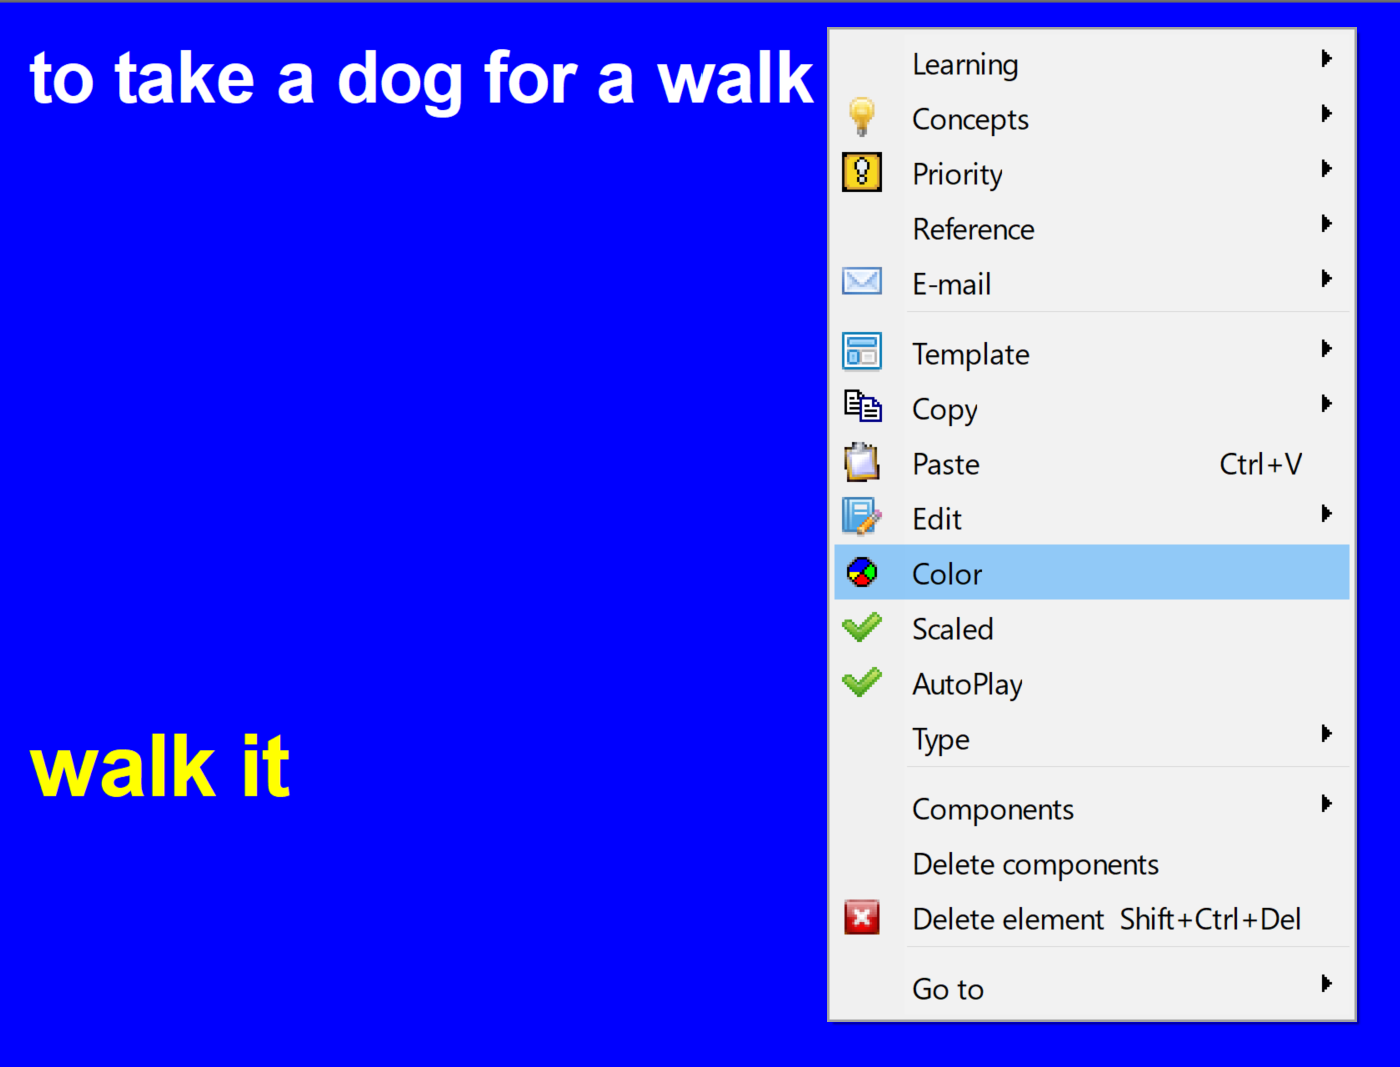 to take a dog for a walk
walk it
Learning
Concepts
Priority
Reference
E-mail
Template
Copy
Paste Ctrl+V
Edit
Color
Scaled
AutoPlay
Type
Components
Delete components
Delete element Shift+Ctrl+Del
Go to